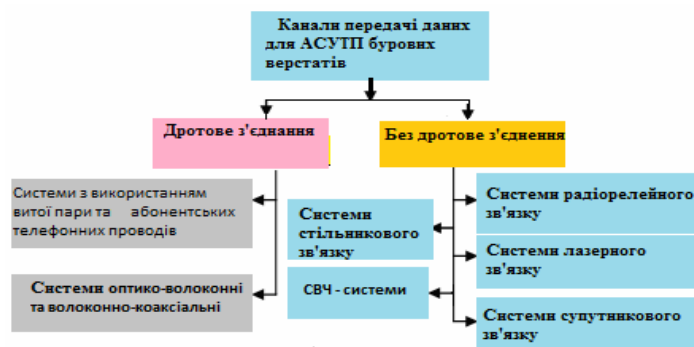 Канали передачі даних
для АСУТП бурових
верстатів
Дротове з'єднання
Без дротове з'єднення
Системи з використанням
витої пари та абонентських
телефонних проводів
Системи оптико-волоконні
та волоконно-коаксіальні
Системи
стільникового
зв'язку
СВЧ - системи
Системи радіорелейного
зв'язку
Системи лазерного
зв'язку
Системи супутникового
зв'язку